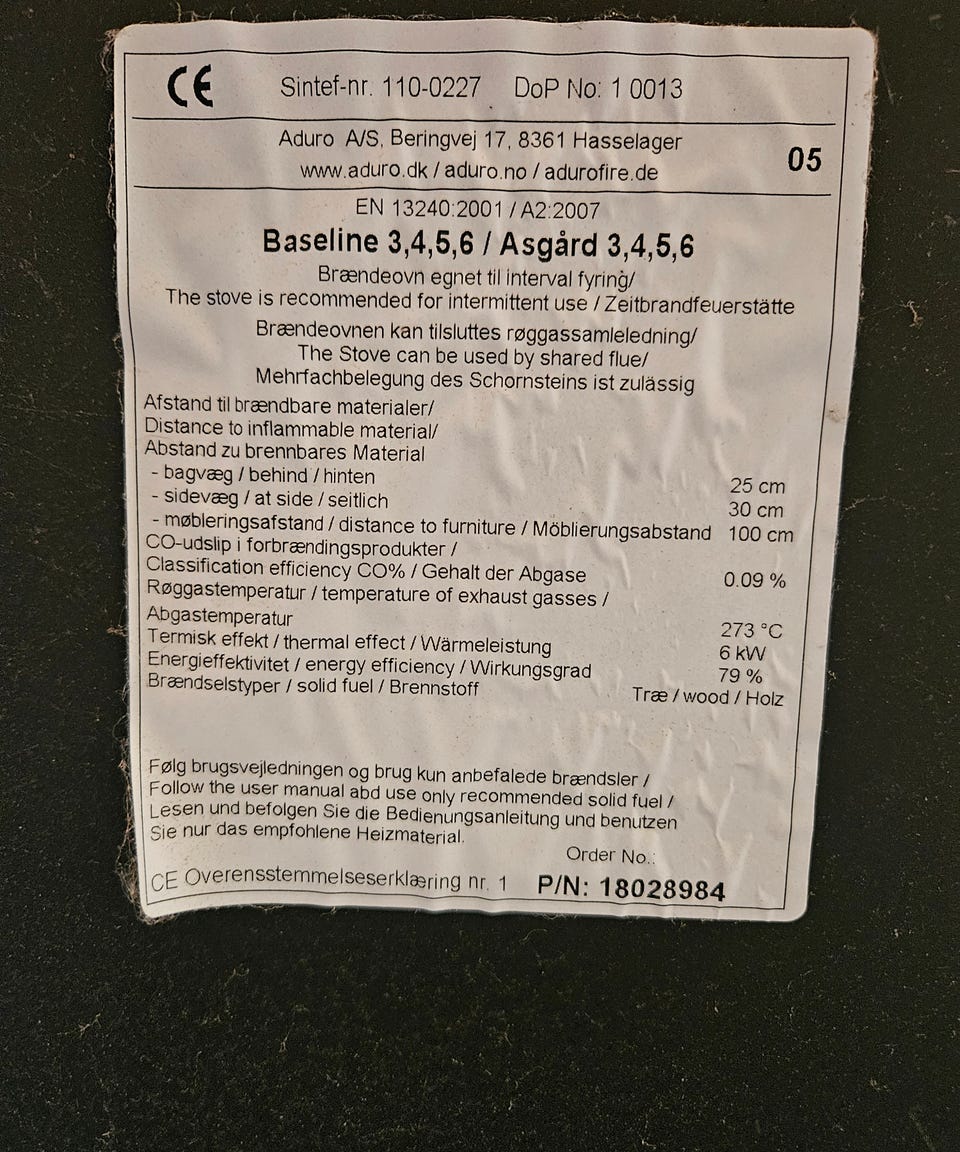 CE Sintef-nr. 110-0227 DoP No: 1 0013
Aduro A/S, Beringvej 17, 8361 Hasselager
www.aduro.dk / aduro.no / adurofire.de
05
EN 13240:2001 / A2:2007
Baseline 3,4,5,6 / Asgård 3,4,5,6
Brændeovn egnet til interval fyring/
The stove is recommended for intermittent use / Zeitbrandfeuerstätte
Brændeovnen kan tilsluttes røggassamleledning/
The Stove can be used by shared flue/
Mehrfachbelegung des Schornsteins ist zulässig
Afstand til brændbare materialer/
Distance to inflammable material/
Abstand zu brennbares Material
- bagvæg / behind / hinten 25 cm
- sidevæg / at side / seitlich 30 cm
- møbleringsafstand / distance to furniture / Möblierungsabstand 100 cm
CO-udslip i forbrændingsprodukter /
Classification efficiency CO% / Gehalt der Abgase 0.09 %
Røggastemperatur / temperature of exhaust gasses /
Abgastemperatur 273 °C
Termisk effekt / thermal effect / Wärmeleistung 6 kW
Energieffektivitet / energy efficiency / Wirkungsgrad 79 %
Brændselstyper / solid fuel / Brennstoff Træ / wood / Holz
Følg brugsvejledningen og brug kun anbefalede brændsler /
Follow the user manual abd use only recommended solid fuel /
Lesen und befolgen Sie die Bedienungsanleitung und benutzen
Sie nur das empfohlene Heizmaterial.
Order No.:
CE Overensstemmelseserklæring nr. 1 P/N: 18028984